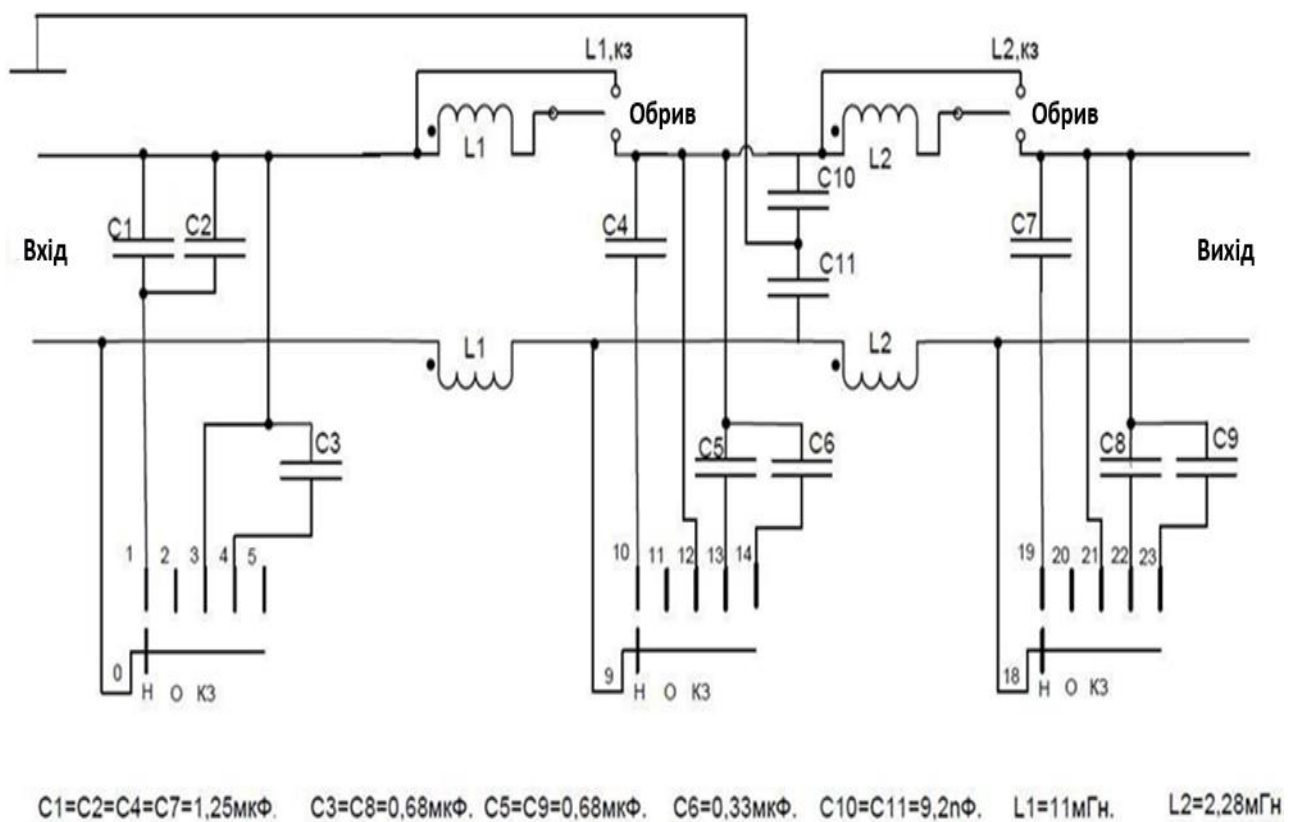 L1,кз L2,кз
Обрив Обрив
L1 L2
C10
C1 C2 C4 C7
Вхід Вихід
C11
L1 L2
C3 C5 C6 C8 C9
1 2 3 4 5 10 11 12 13 14 19 20 21 22 23
0 9 18
Н О КЗ Н О КЗ Н О КЗ
C1=C2=C4=C7=1,25мкФ. C3=C8=0,68мкФ. C5=C9=0,68мкФ. C6=0,33мкФ. C10=C11=9,2пФ. L1=11мГн. L2=2,28мГн